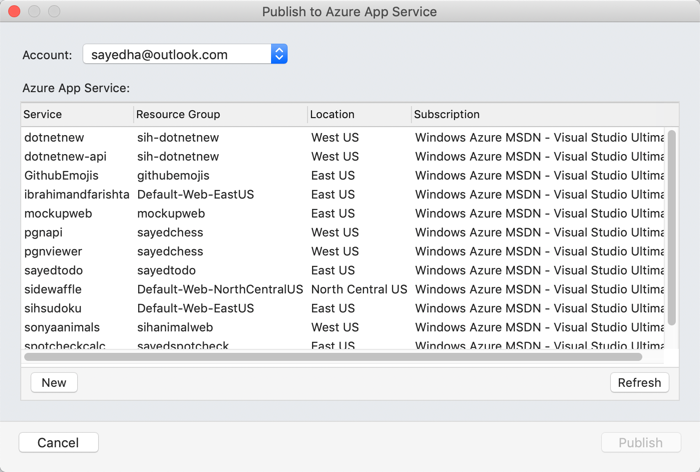 Publish to Azure App Service
Account: sayedha@outlook.com
Azure App Service:
Service Resource Group Location Subscription
dotnetnew sih-dotnetnew West US Windows Azure MSDN - Visual Studio Ultima
dotnetnew-api sih-dotnetnew West US Windows Azure MSDN - Visual Studio Ultima
GithubEmojis githubemojis East US Windows Azure MSDN - Visual Studio Ultima
ibrahimandfarishta Default-Web-EastUS East US Windows Azure MSDN - Visual Studio Ultima
mockupweb mockupweb East US Windows Azure MSDN - Visual Studio Ultima
pgnapi sayedchess West US Windows Azure MSDN - Visual Studio Ultima
pgnviewer sayedchess West US Windows Azure MSDN - Visual Studio Ultima
sayedtodo sayedtodo East US Windows Azure MSDN - Visual Studio Ultima
sidewaffle Default-Web-NorthCentralUS North Central US Windows Azure MSDN - Visual Studio Ultima
sihsudoku Default-Web-EastUS East US Windows Azure MSDN - Visual Studio Ultima
sonyaanimals sihanimalweb West US Windows Azure MSDN - Visual Studio Ultima
spotcheckcalc sayedspotcheck East US Windows Azure MSDN - Visual Studio Ultima
New Refresh
Cancel Publish